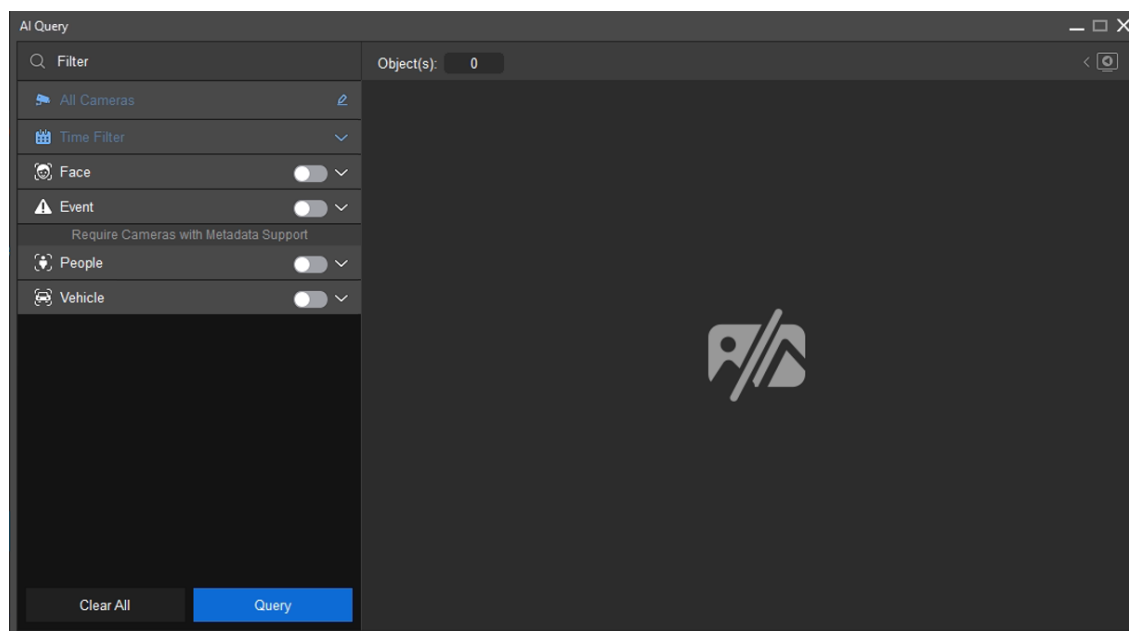 AI Query
Filter
Object(s): 0
All Cameras
Time Filter
Face
Event
Require Cameras with Metadata Support
People
Vehicle
Clear All
Query